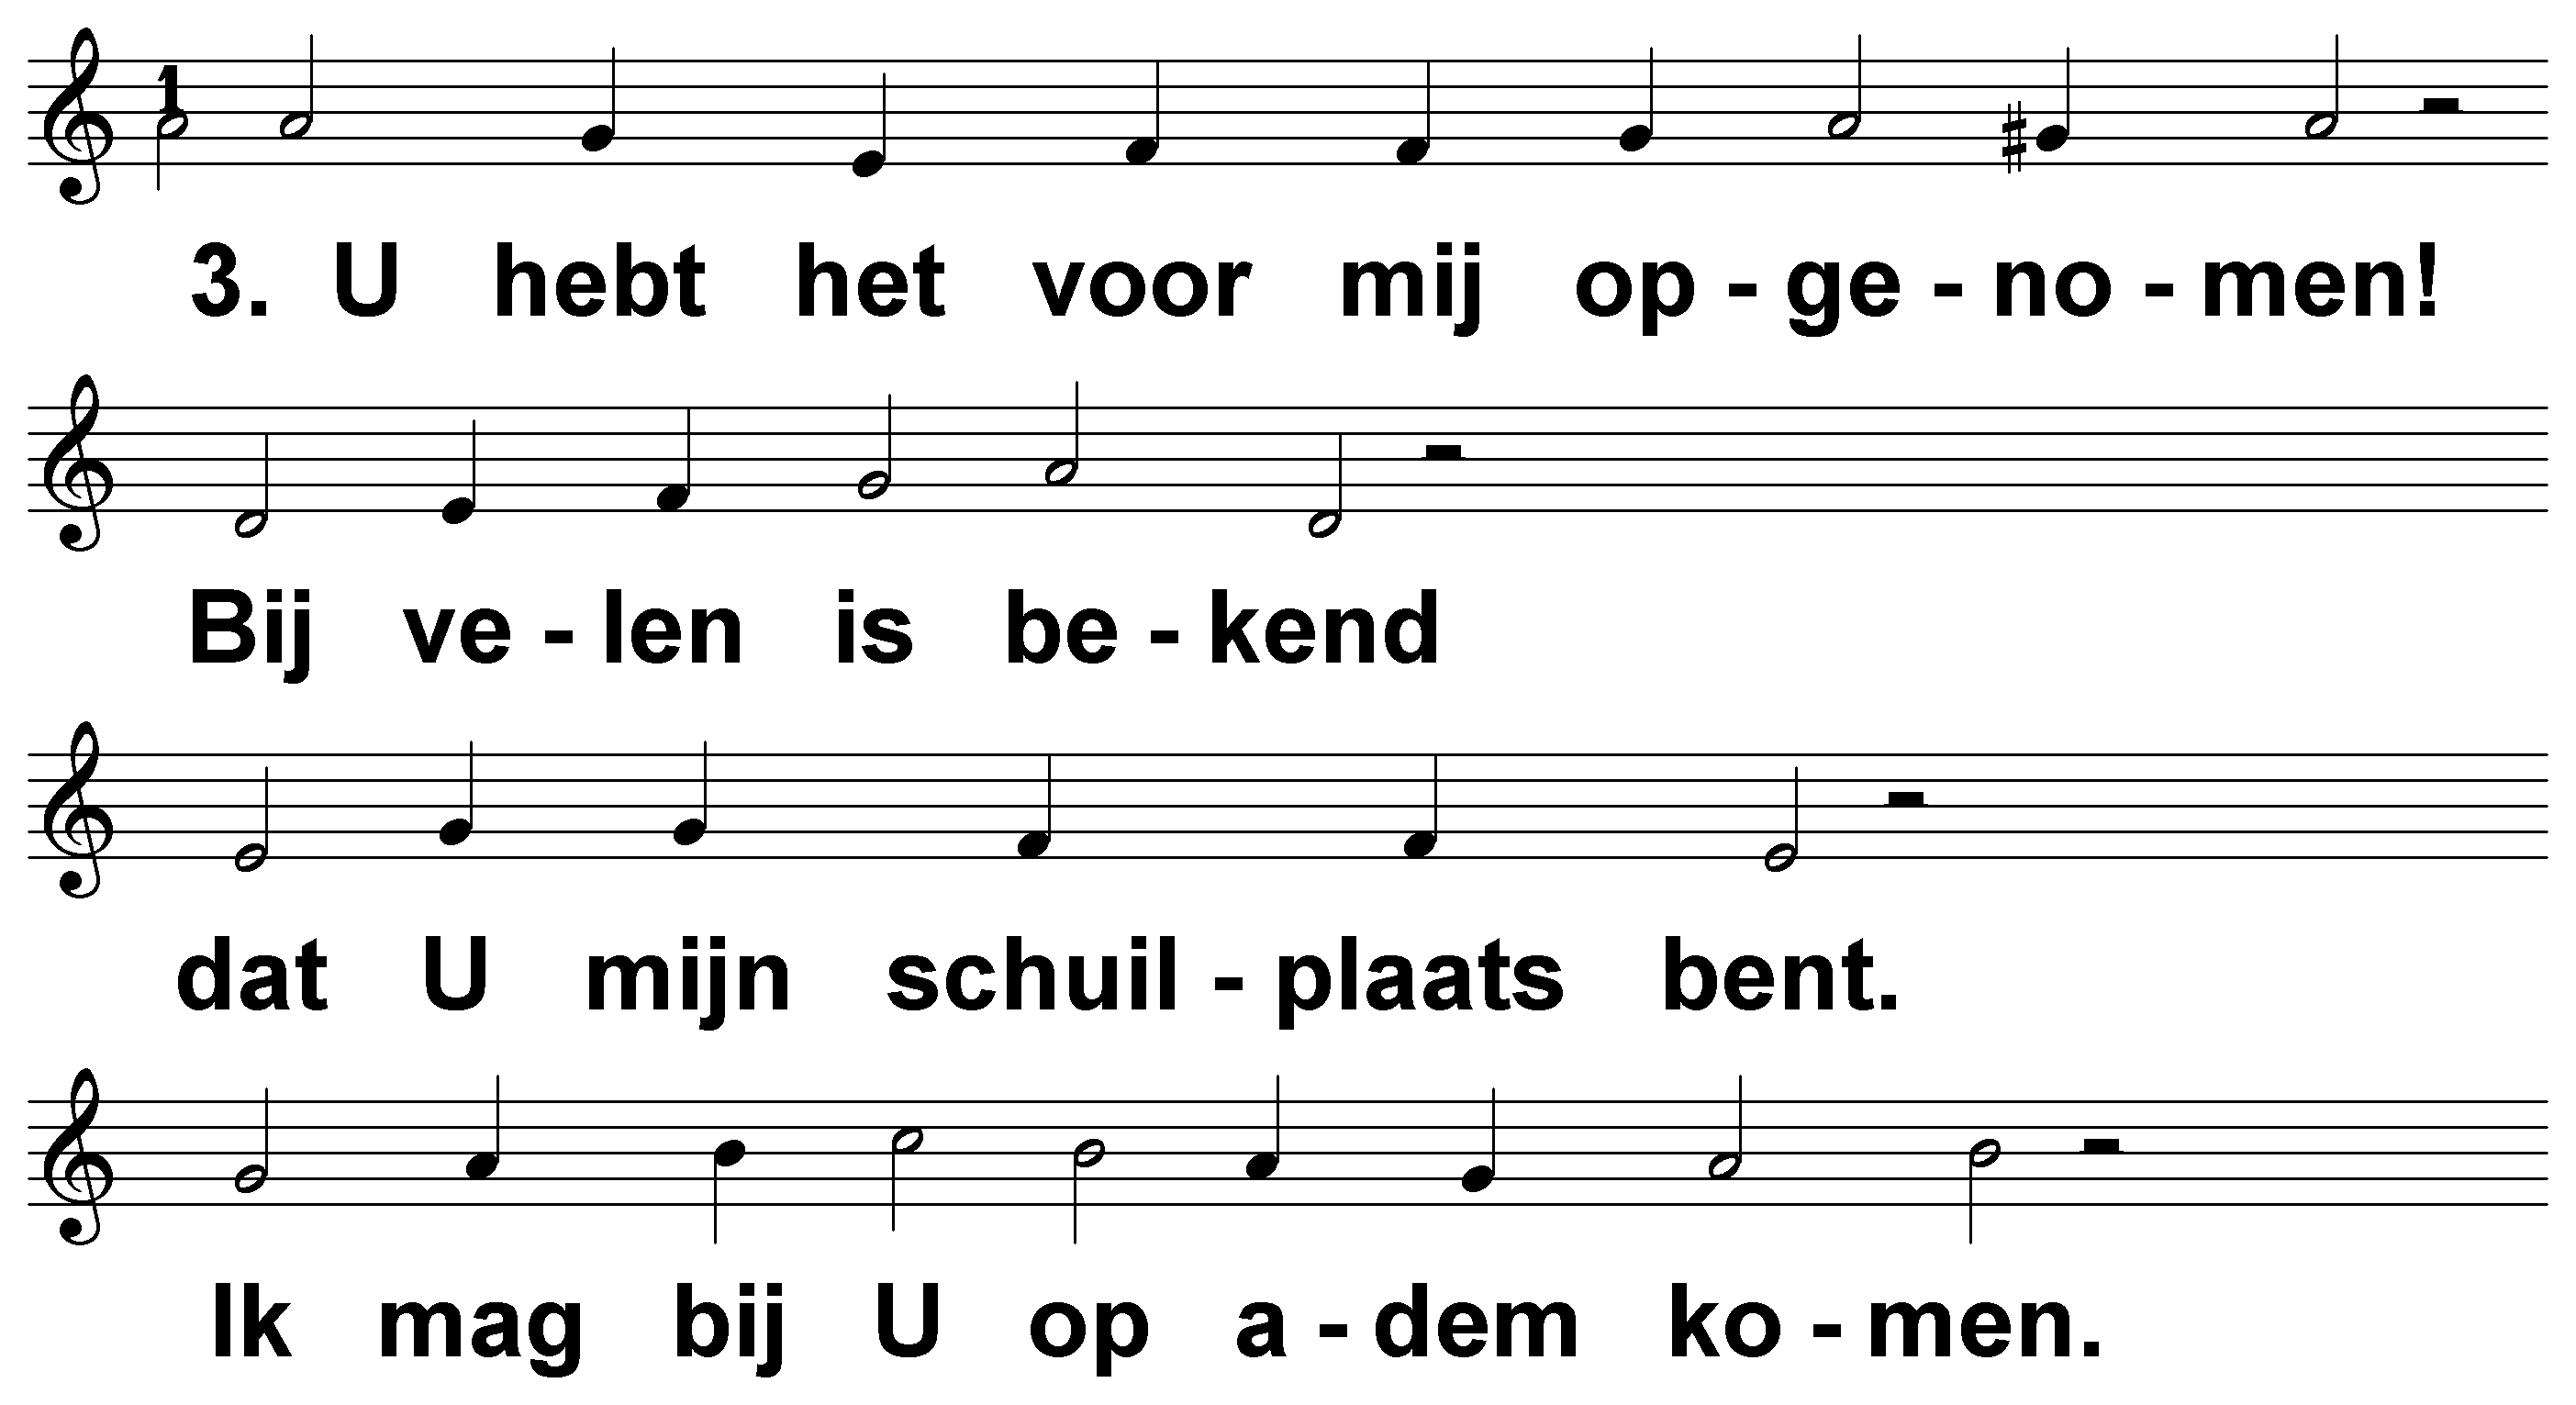 1
3. U hebt het voor mij op - ge - no - men!
Bij ve - len is be - kend
dat U mijn schuil - plaats bent.
Ik mag bij U op a - dem ko - men.